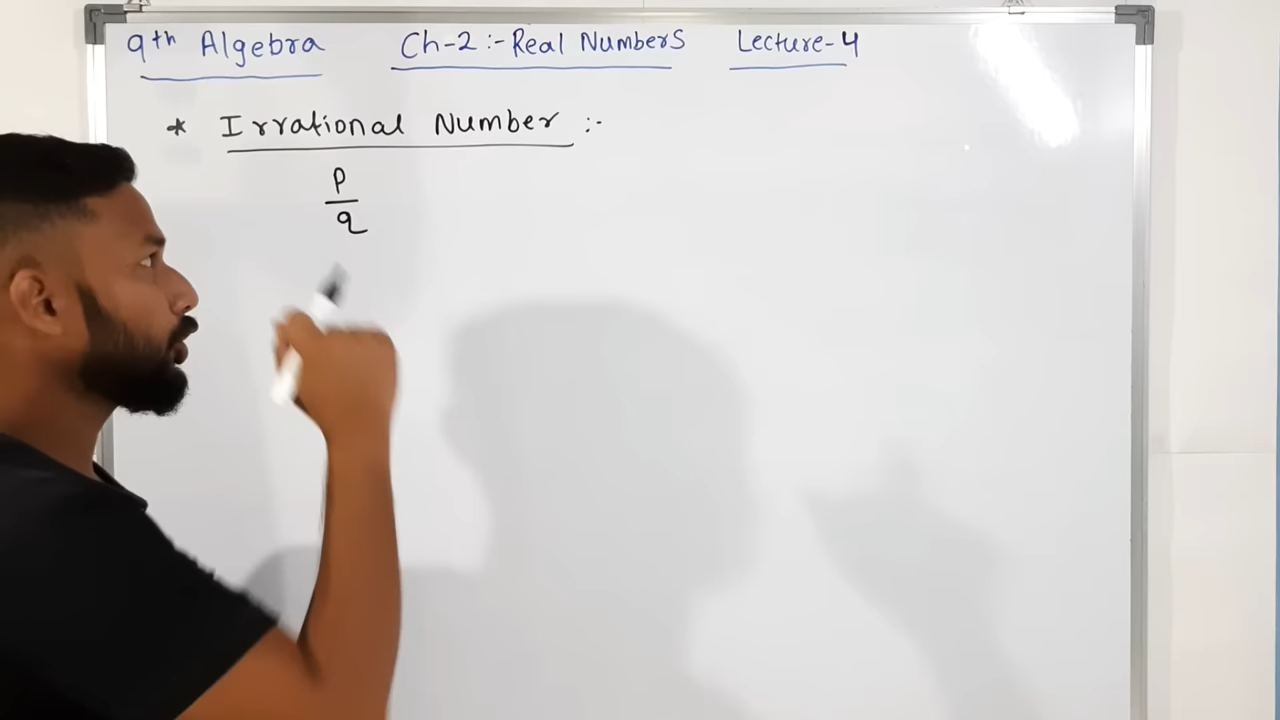 9th Algebra Ch-2 :- Real Numbers Lecture-4
* Irrational Number :-
p
q